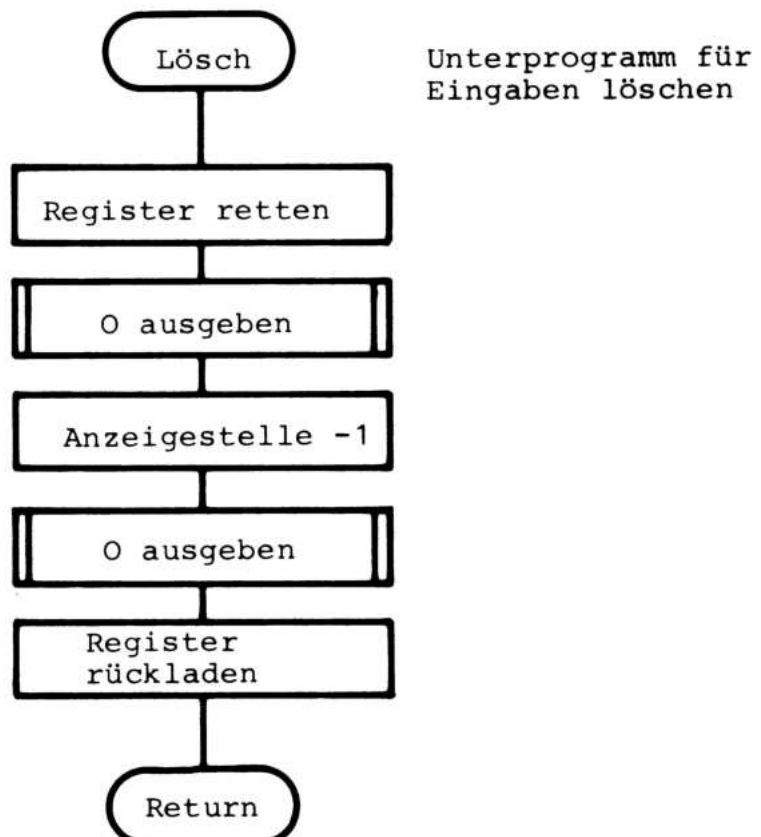 Lösch
Unterprogramm für
Eingaben löschen
Register retten
O ausgeben
Anzeigestelle -1
O ausgeben
Register
rückladen
Return